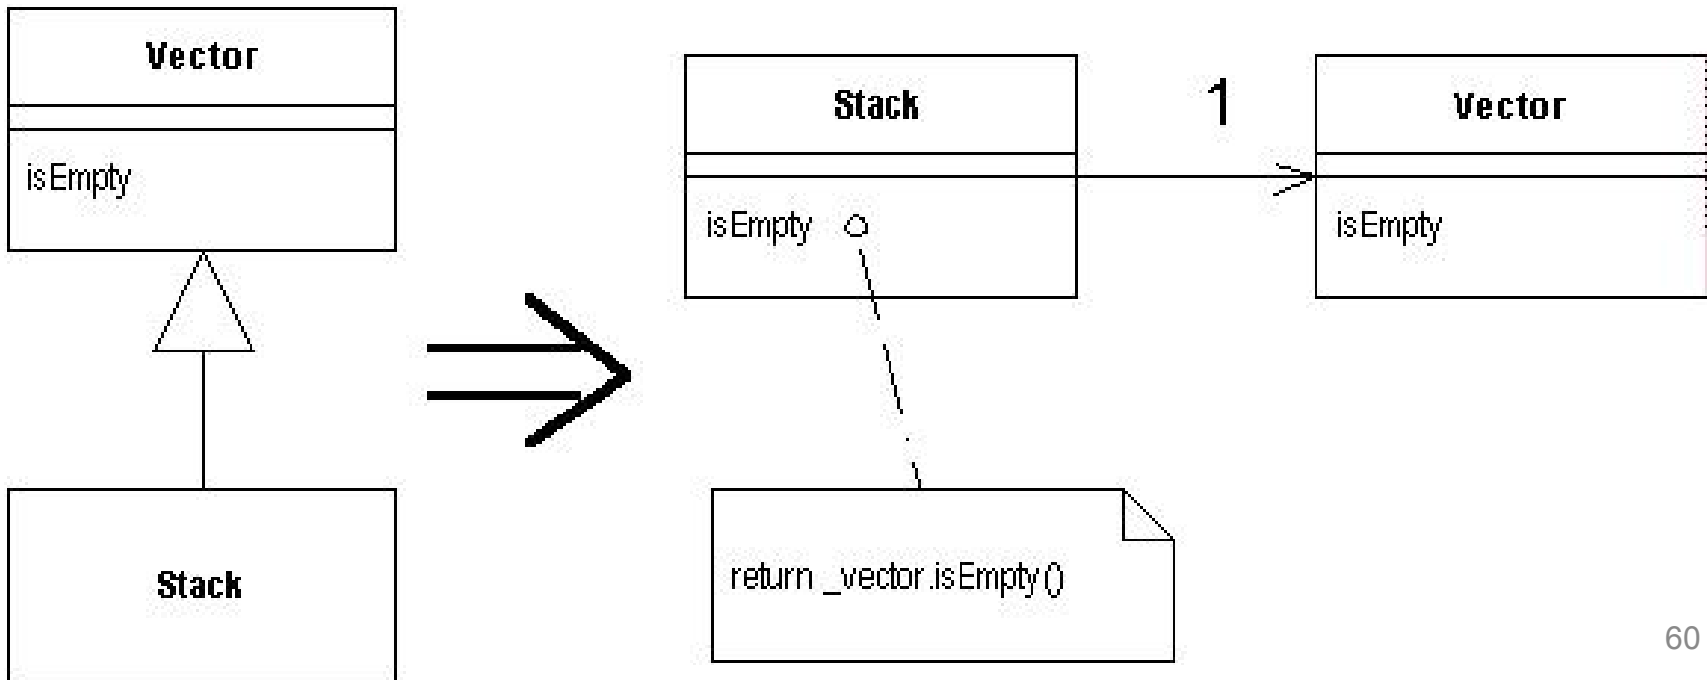 Vector
isEmpty
Stack
Stack
isEmpty
1
Vector
isEmpty
return _vector.isEmpty()
60